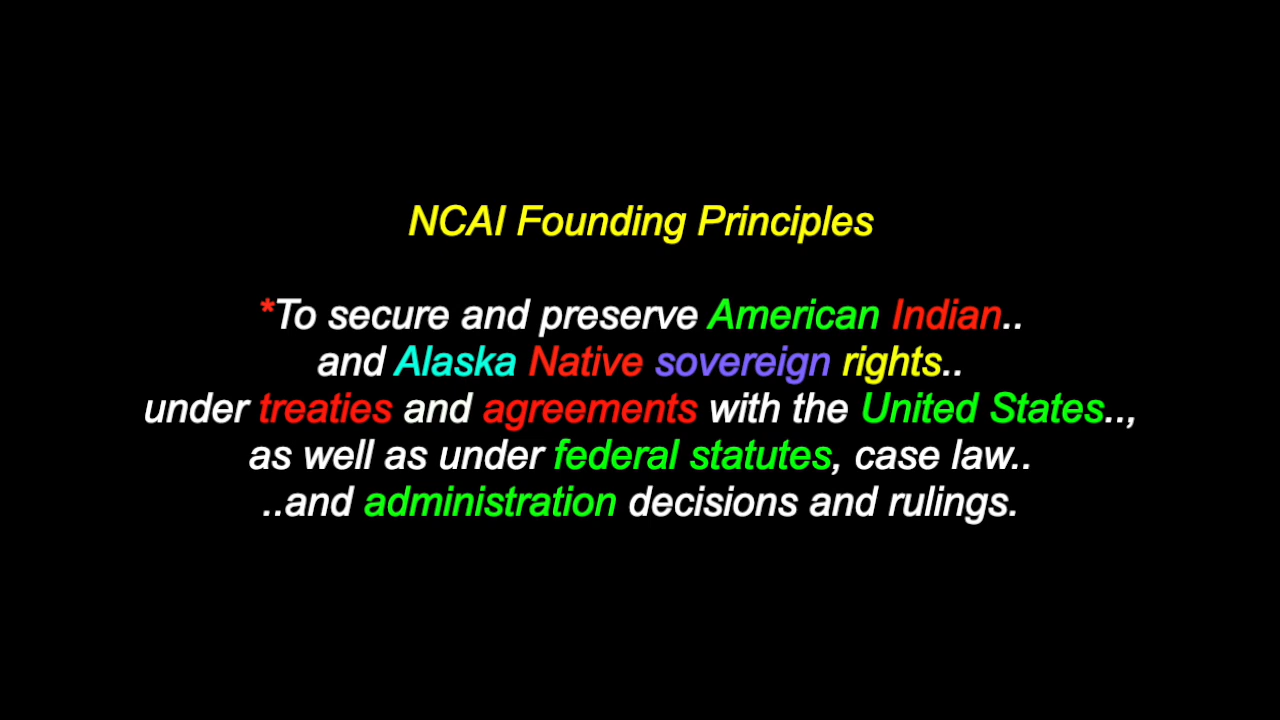 NCAI Founding Principles
*To secure and preserve American Indian..
and Alaska Native sovereign rights..
under treaties and agreements with the United States..,
as well as under federal statutes, case law..
..and administration decisions and rulings.